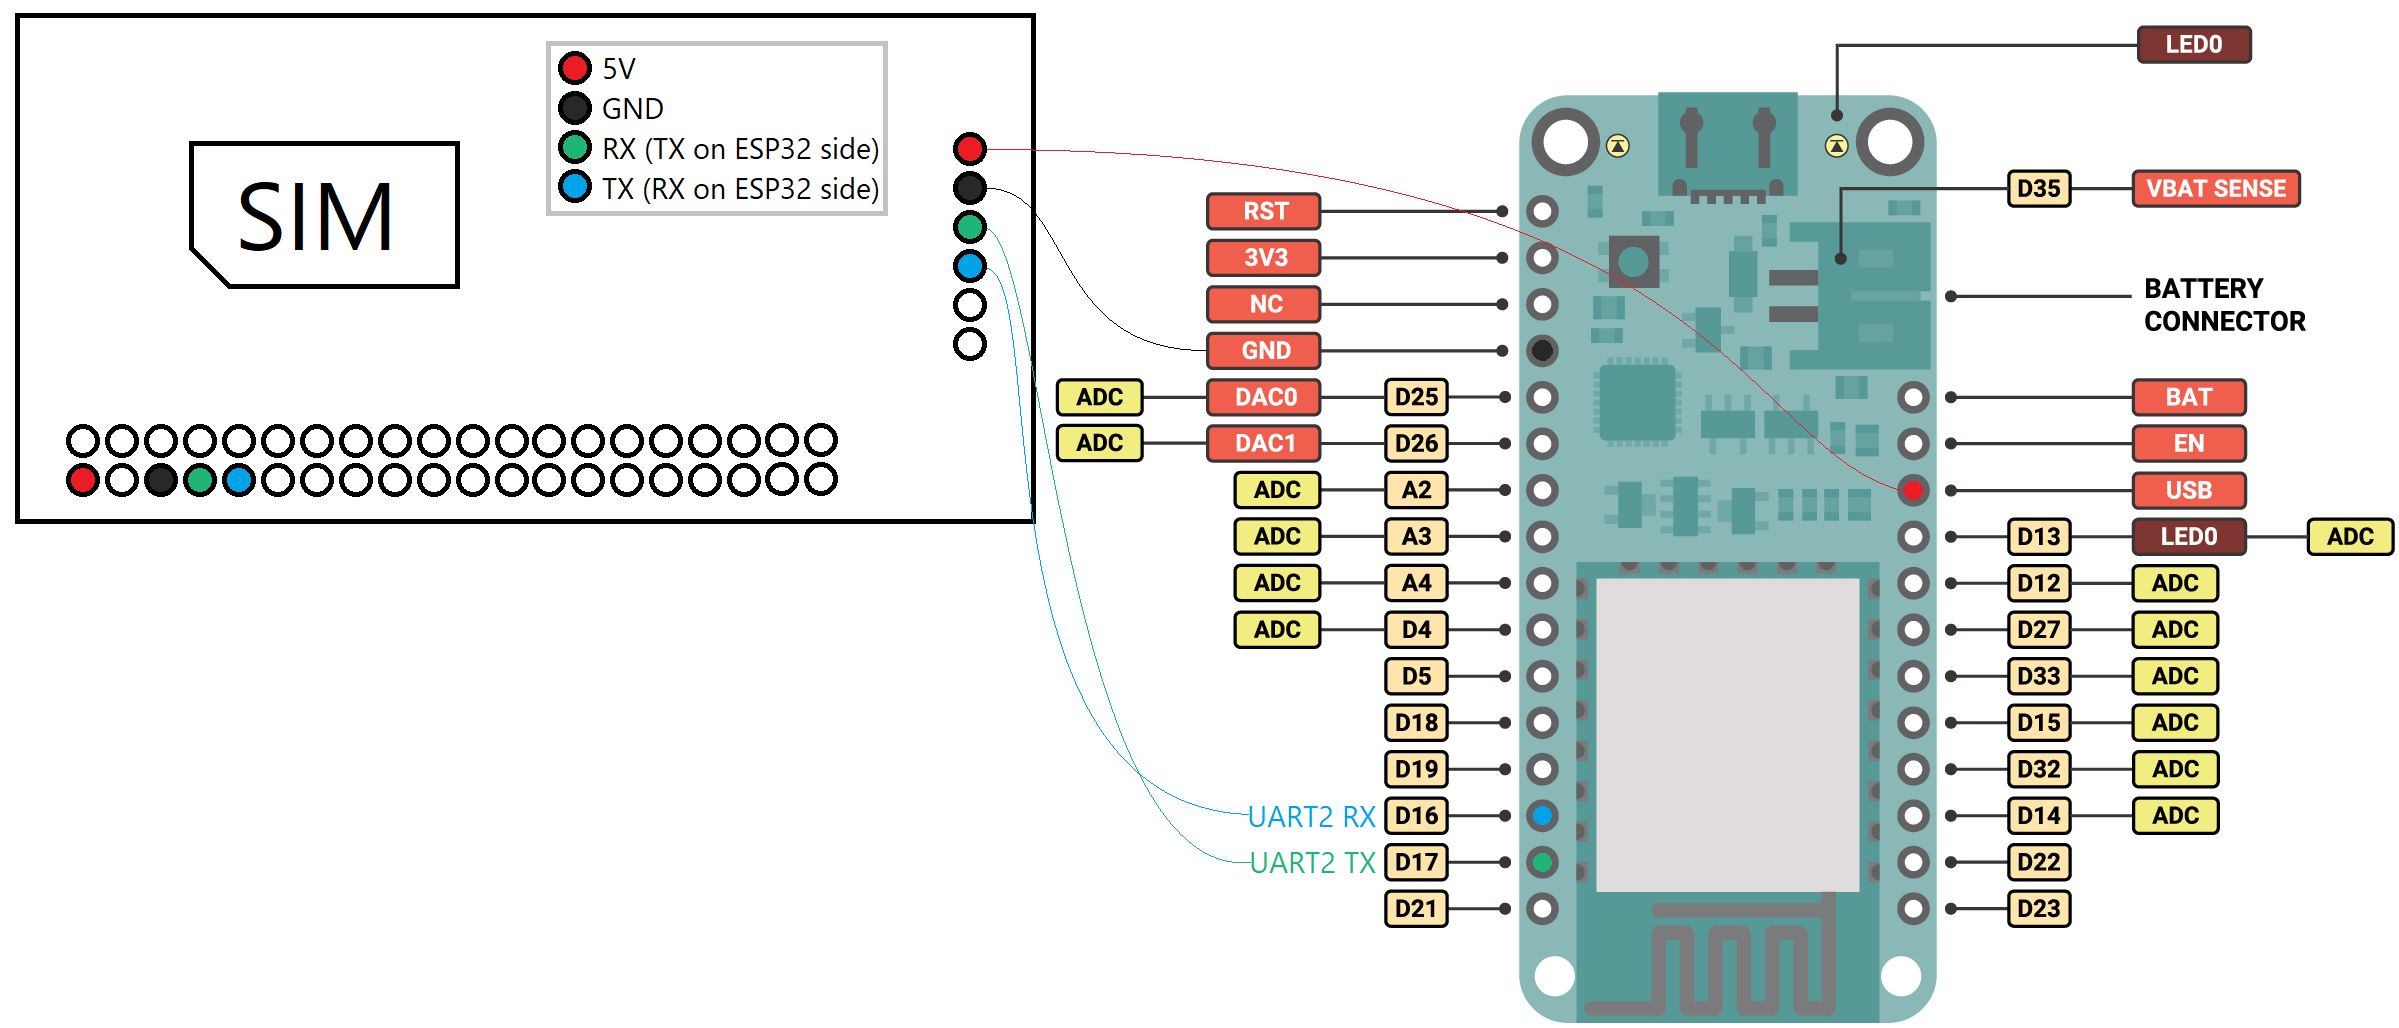 LED0
5V
GND
RX (TX on ESP32 side)
TX (RX on ESP32 side)
SIM
D35 VBAT SENSE
RST
3V3
NC
GND
BATTERY
CONNECTOR
ADC DAC0 D25
BAT
ADC DAC1 D26
EN
ADC A2
USB
ADC A3
D13 LED0 ADC
ADC A4
D12 ADC
ADC D4
D27 ADC
D5
D33 ADC
D18
D15 ADC
D19
D32 ADC
UART2 RX D16
D14 ADC
UART2 TX D17
D22
D21
D23